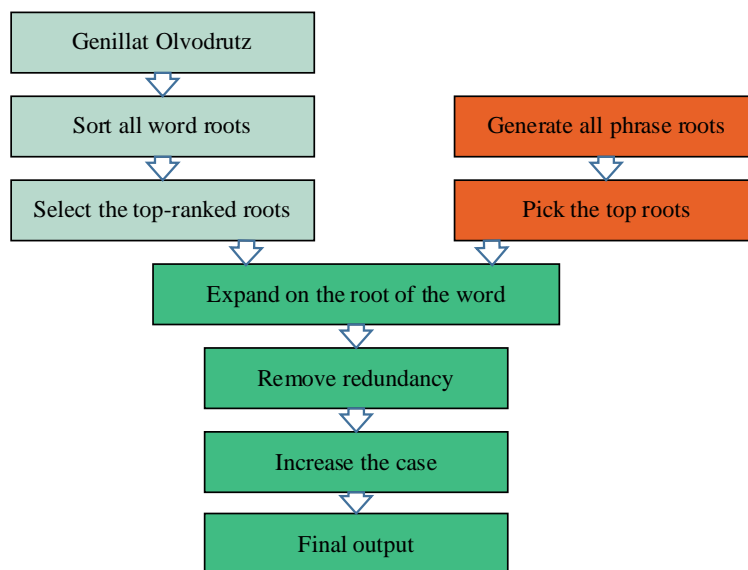 Genillat Olvodrutz
Sort all word roots
Generate all phrase roots
Select the top-ranked roots
Pick the top roots
Expand on the root of the word
Remove redundancy
Increase the case
Final output